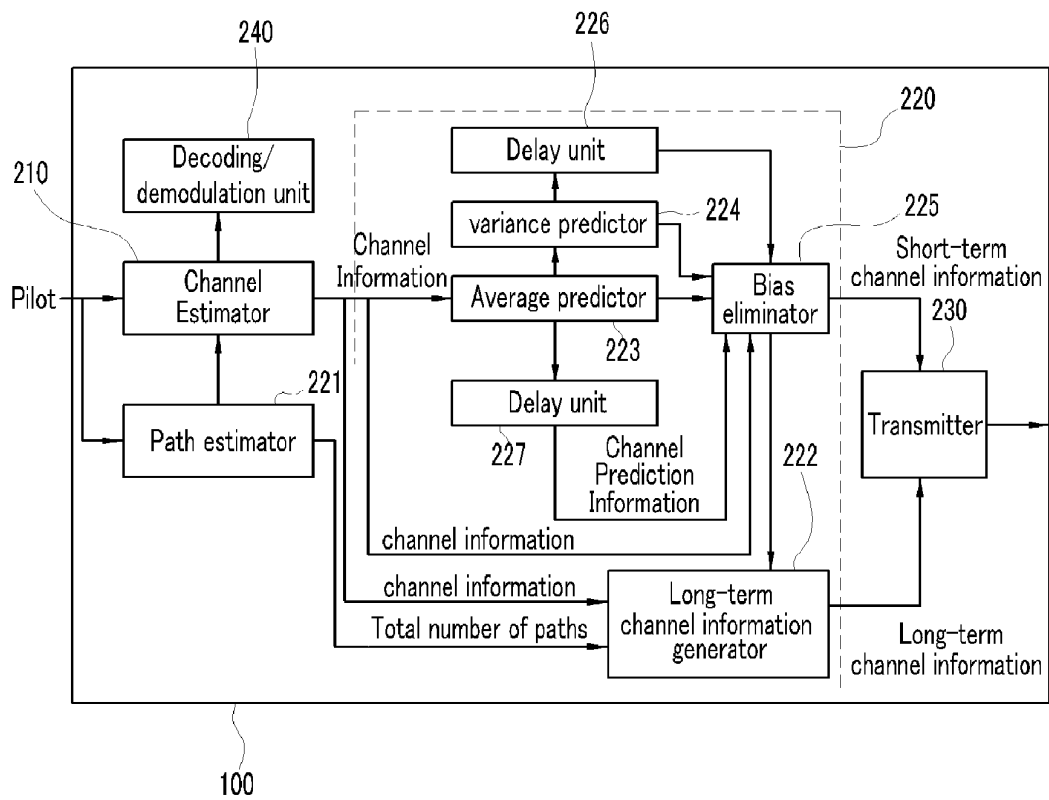 240
226
220
210
Decoding/
demodulation unit
Delay unit
variance predictor
224
225
Channel
Information
Short-term
channel information
Pilot
Channel
Estimator
Average predictor
223
Bias
eliminator
230
221
Path estimator
Delay unit
227
Channel
Prediction
Information
222
Transmitter
channel information
channel information
Total number of paths
Long-term
channel information
generator
Long-term
channel information
100